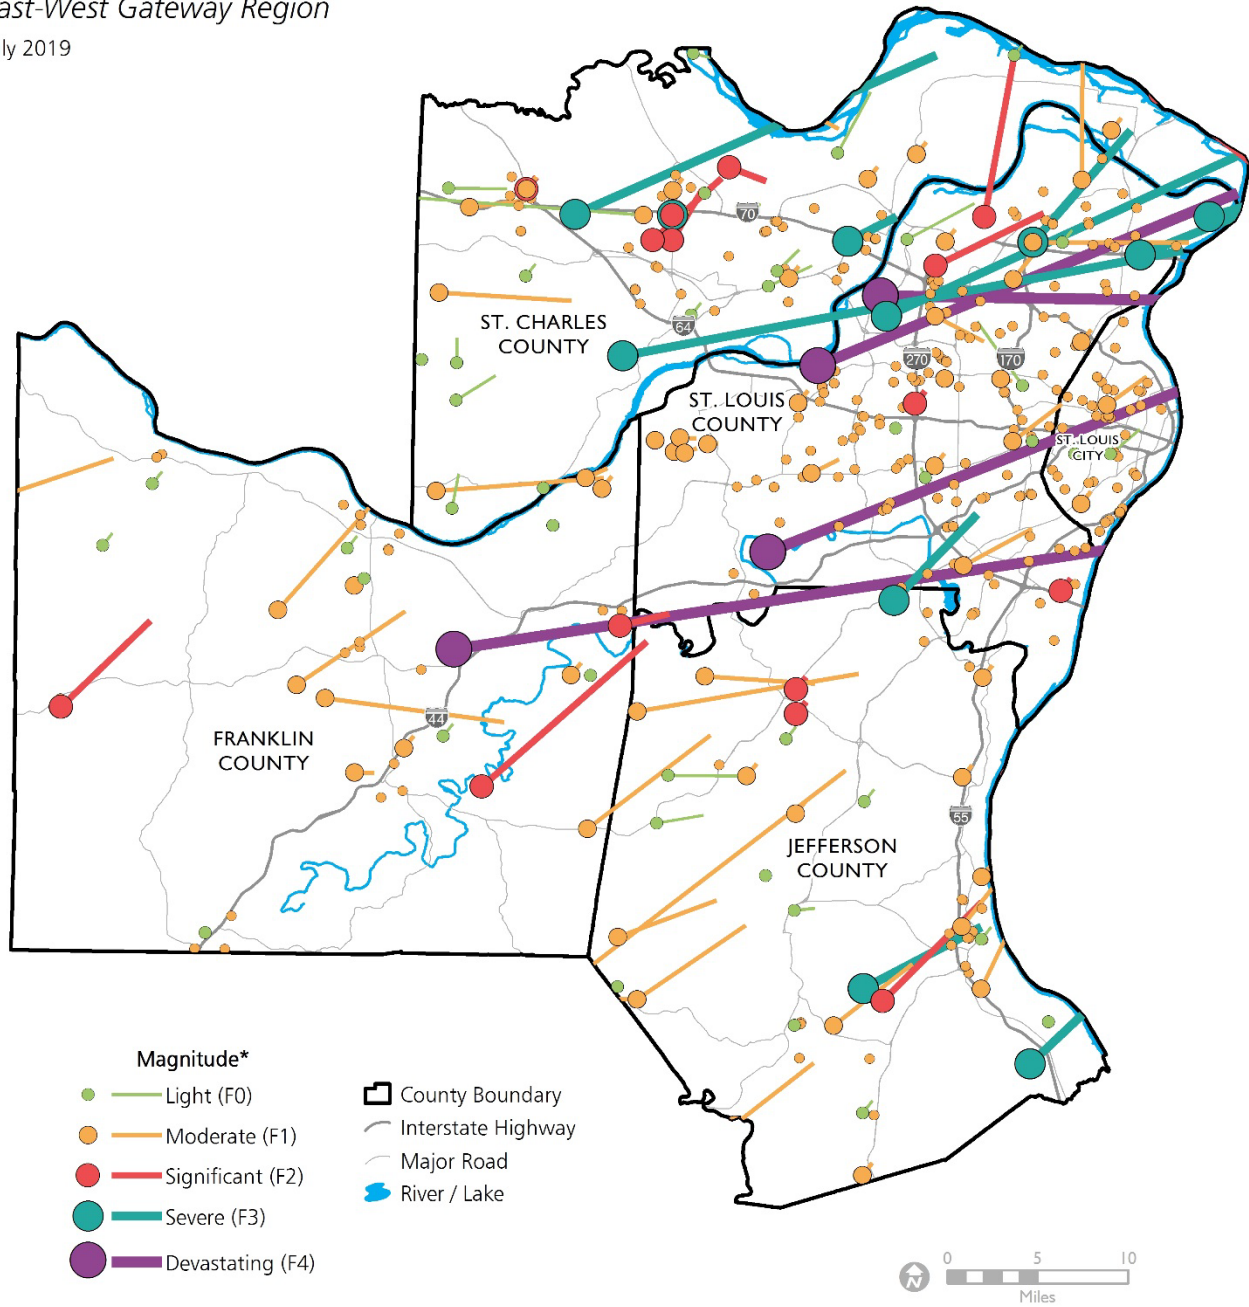 ast-West Gateway Region
ly 2019
70
ST. CHARLES
COUNTY
64
270
170
ST. LOUIS
COUNTY
ST. LOUIS
CITY
44
FRANKLIN
COUNTY
55
JEFFERSON
COUNTY
Magnitude*
Light (F0)
Moderate (F1)
Significant (F2)
Severe (F3)
Devastating (F4)
County Boundary
Interstate Highway
Major Road
River / Lake
N
0 5 10
Miles